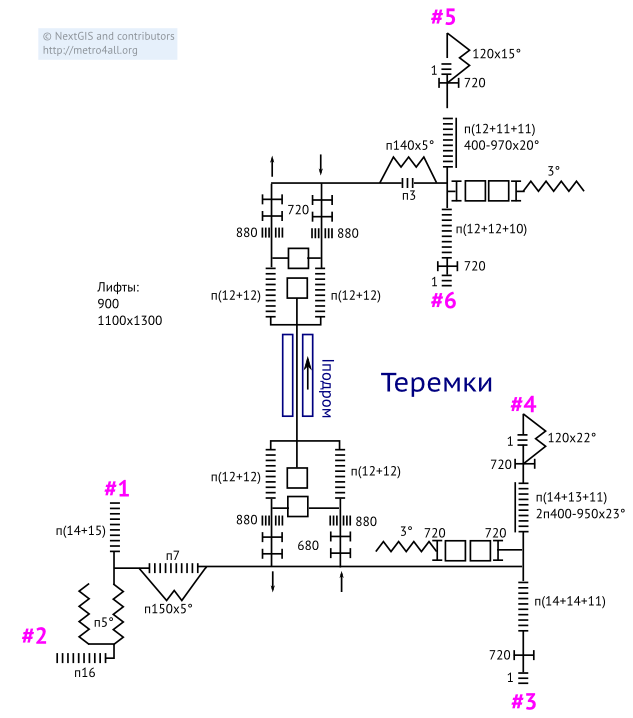 © NextGIS and contributors
http://metro4all.org
#5
120x15°
1
720
п(12+11+11)
400-970x20°
п140x5°
3°
п3
720
880
880
п(12+12+10)
720
1
#6
Лифты:
900
1100x1300
п(12+12)
п(12+12)
Іподром
Теремки
#4
1
120x22°
720
п(12+12)
п(12+12)
#1
п(14+13+11)
2п400-950x23°
п(14+15)
880
880
3°
720
720
680
п7
п150x5°
п5°
п(14+14+11)
#2
п16
720
1
#3